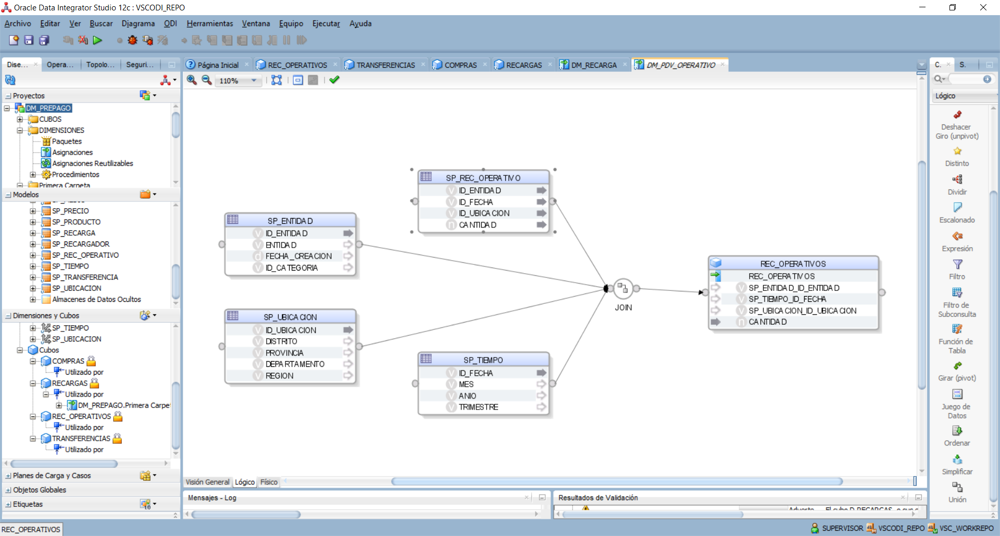 Oracle Data Integrator Studio 12c : VSCODI_REPO
Archivo Editar Ver Buscar Diagrama ODI Herramientas Ventana Equipo Ejecutar Ayuda
Dise... Opera... Topolo... Seguri...
Página Inicial REC_OPERATIVOS TRANSFERENCIAS COMPRAS RECARGAS DM_RECARGA DM_PDV_OPERATIVO
C. S.
110%
Proyectos
DM_PREPAGO
CUBOS
DIMENSIONES
Paquetes
Asignaciones
Asignaciones Reutilizables
Procedimientos
Primera Carpeta
Modelos
SP_PRECIO
SP_PRODUCTO
SP_RECARGA
SP_RECARGADOR
SP_REC_OPERATIVO
SP_TIEMPO
SP_TRANSFERENCIA
SP_UBICACION
Almacenes de Datos Ocultos
Dimensiones y Cubos
SP_TIEMPO
SP_UBICACION
Cubos
COMPRAS
Utilizado por
RECARGAS
Utilizado por
DM_PREPAGO.Primera Carpe
REC_OPERATIVOS
Utilizado por
TRANSFERENCIAS
Utilizado por
Planes de Carga y Casos
Objetos Globales
Etiquetas
SP_REC_OPERATIVO
ID_ENTIDAD
ID_FECHA
ID_UBICACION
CANTIDAD
SP_ENTIDAD
ID_ENTIDAD
ENTIDAD
FECHA_CREACION
ID_CATEGORIA
SP_UBICACION
ID_UBICACION
DISTRITO
PROVINCIA
DEPARTAMENTO
REGION
SP_TIEMPO
ID_FECHA
MES
ANIO
TRIMESTRE
JOIN
REC_OPERATIVOS
REC_OPERATIVOS
SP_ENTIDAD_ID_ENTIDAD
SP_TIEMPO_ID_FECHA
SP_UBICACION_ID_UBICACION
CANTIDAD
Visión General Lógico Físico
Mensajes - Log
Resultados de Validación
Lógico
Deshacer
Giro (unpivot)
Distinto
Dividir
Escalonado
Expresión
Filtro
Filtro de
Subconsulta
Función de
Tabla
Girar (pivot)
Juego de
Datos
Ordenar
Simplificar
Unión
REC_OPERATIVOS
SUPERVISOR VSCODI_REPO VSC_WORKREPO